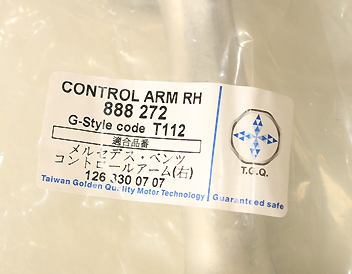 CONTROL ARM RH
888 272
G-Style code T112
適合品番
メルセデス・ベンツ
コントロールアーム(右)
126 330 07 07
Taiwan Golden Quality Motor Technology
T.G.Q.
Guaranteed safe